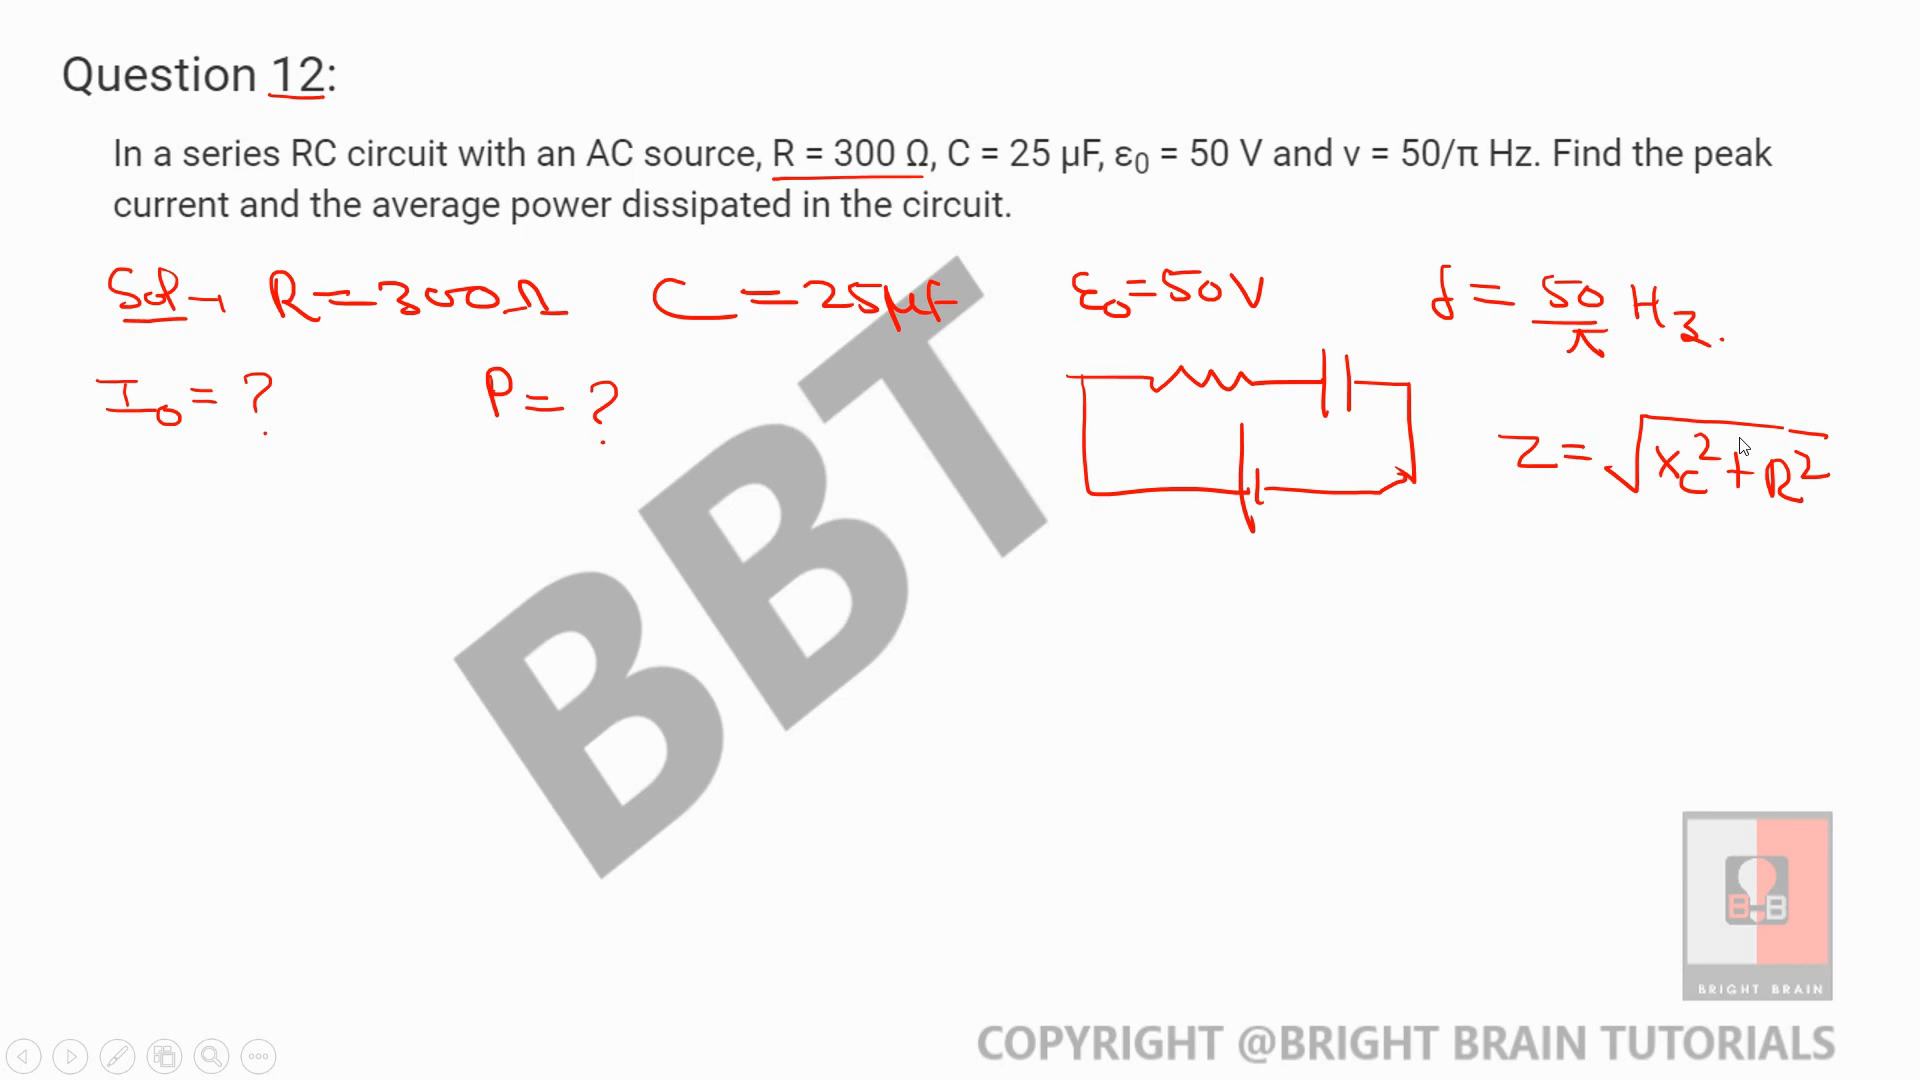 Question 12:
In a series RC circuit with an AC source, R = 300 Ω, C = 25 μF, ε₀ = 50 V and ν = 50/π Hz. Find the peak
current and the average power dissipated in the circuit.
Sol→ R = 300Ω C = 25μF ε₀ = 50V f = 50/π Hz.
I₀ = ? P = ?
Z = √(Xc² + R²)
BBT
B B
BRIGHT BRAIN
COPYRIGHT @BRIGHT BRAIN TUTORIALS